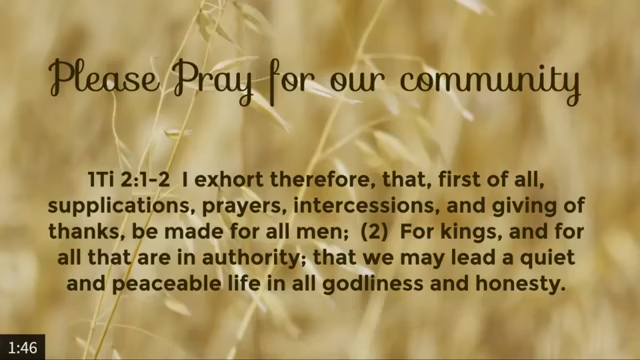 Please Pray for our community
1Ti 2:1-2 I exhort therefore, that, first of all,
supplications, prayers, intercessions, and giving of
thanks, be made for all men; (2) For kings, and for
all that are in authority; that we may lead a quiet
and peaceable life in all godliness and honesty.
1:46